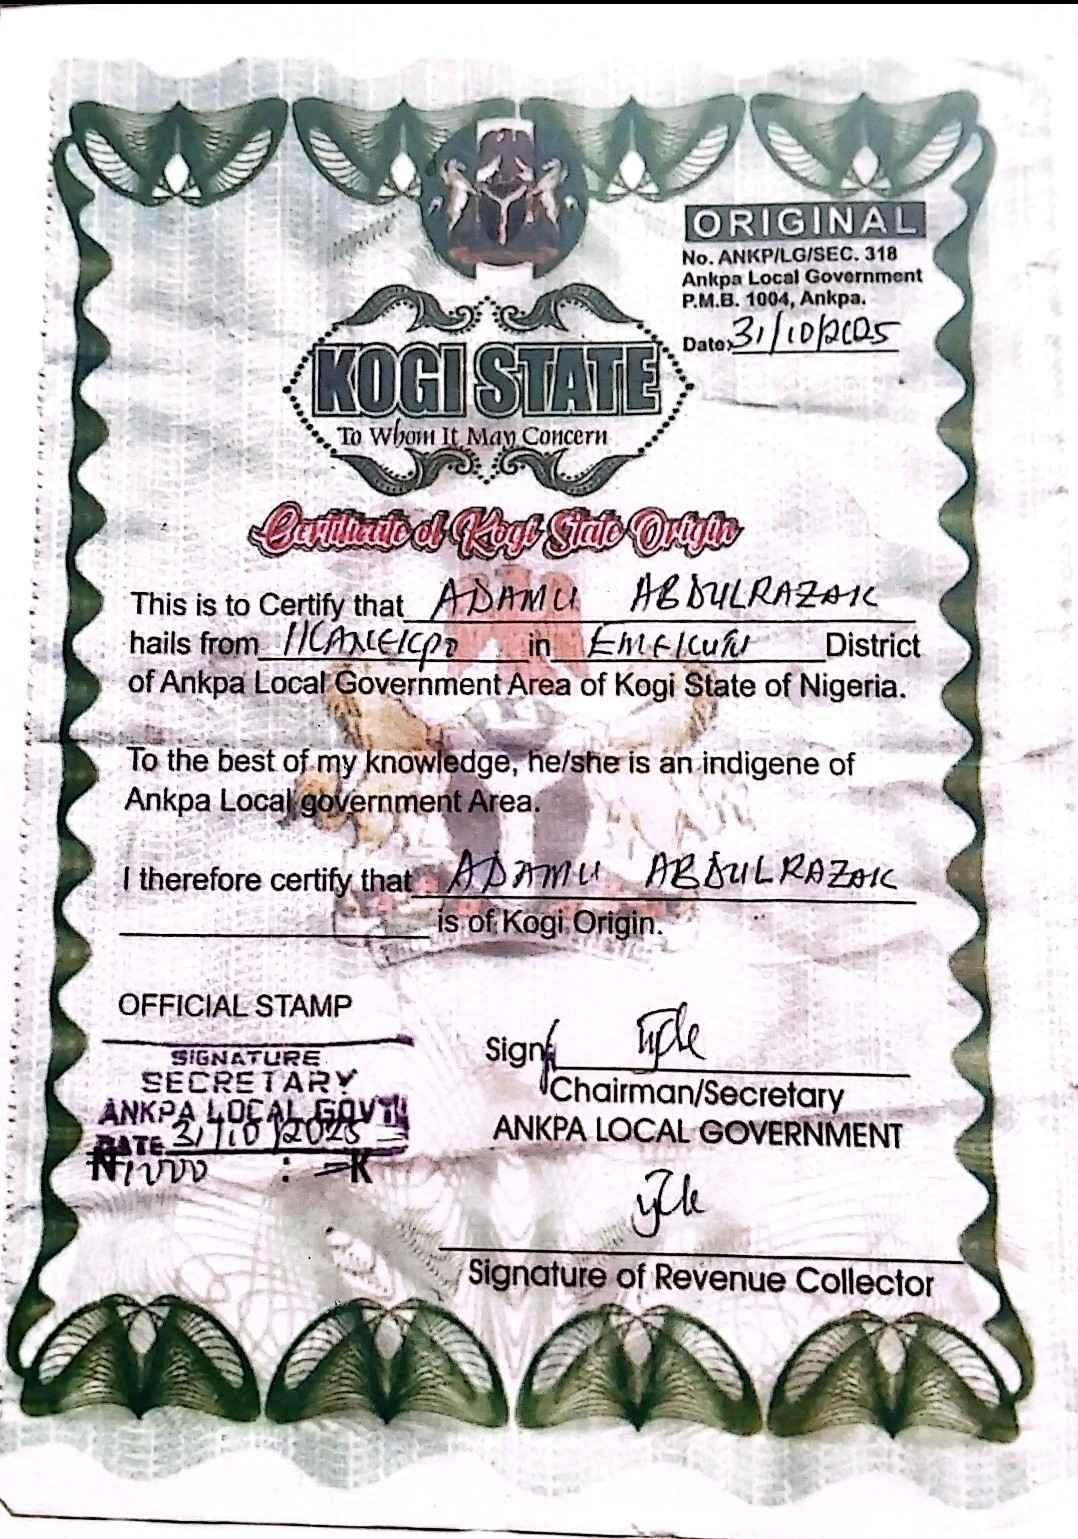 ORIGINAL
No. ANKP/LG/SEC. 318
Ankpa Local Government
P.M.B. 1004, Ankpa.
Date: 31/10/2025
KOGI STATE
To Whom It May Concern
Certificate of Kogi State Origin
This is to Certify that ADAMU ABDULRAZAK
hails from in District
of Ankpa Local Government Area of Kogi State of Nigeria.
To the best of my knowledge, he/she is an indigene of
Ankpa Local government Area.
I therefore certify that ADAMU ABDULRAZAK
is of Kogi Origin.
OFFICIAL STAMP
SIGNATURE
SECRETARY
ANKPA LOCAL GOVT
DATE 31/10/2025
₦ : K
Sign
Chairman/Secretary
ANKPA LOCAL GOVERNMENT
Signature of Revenue Collector